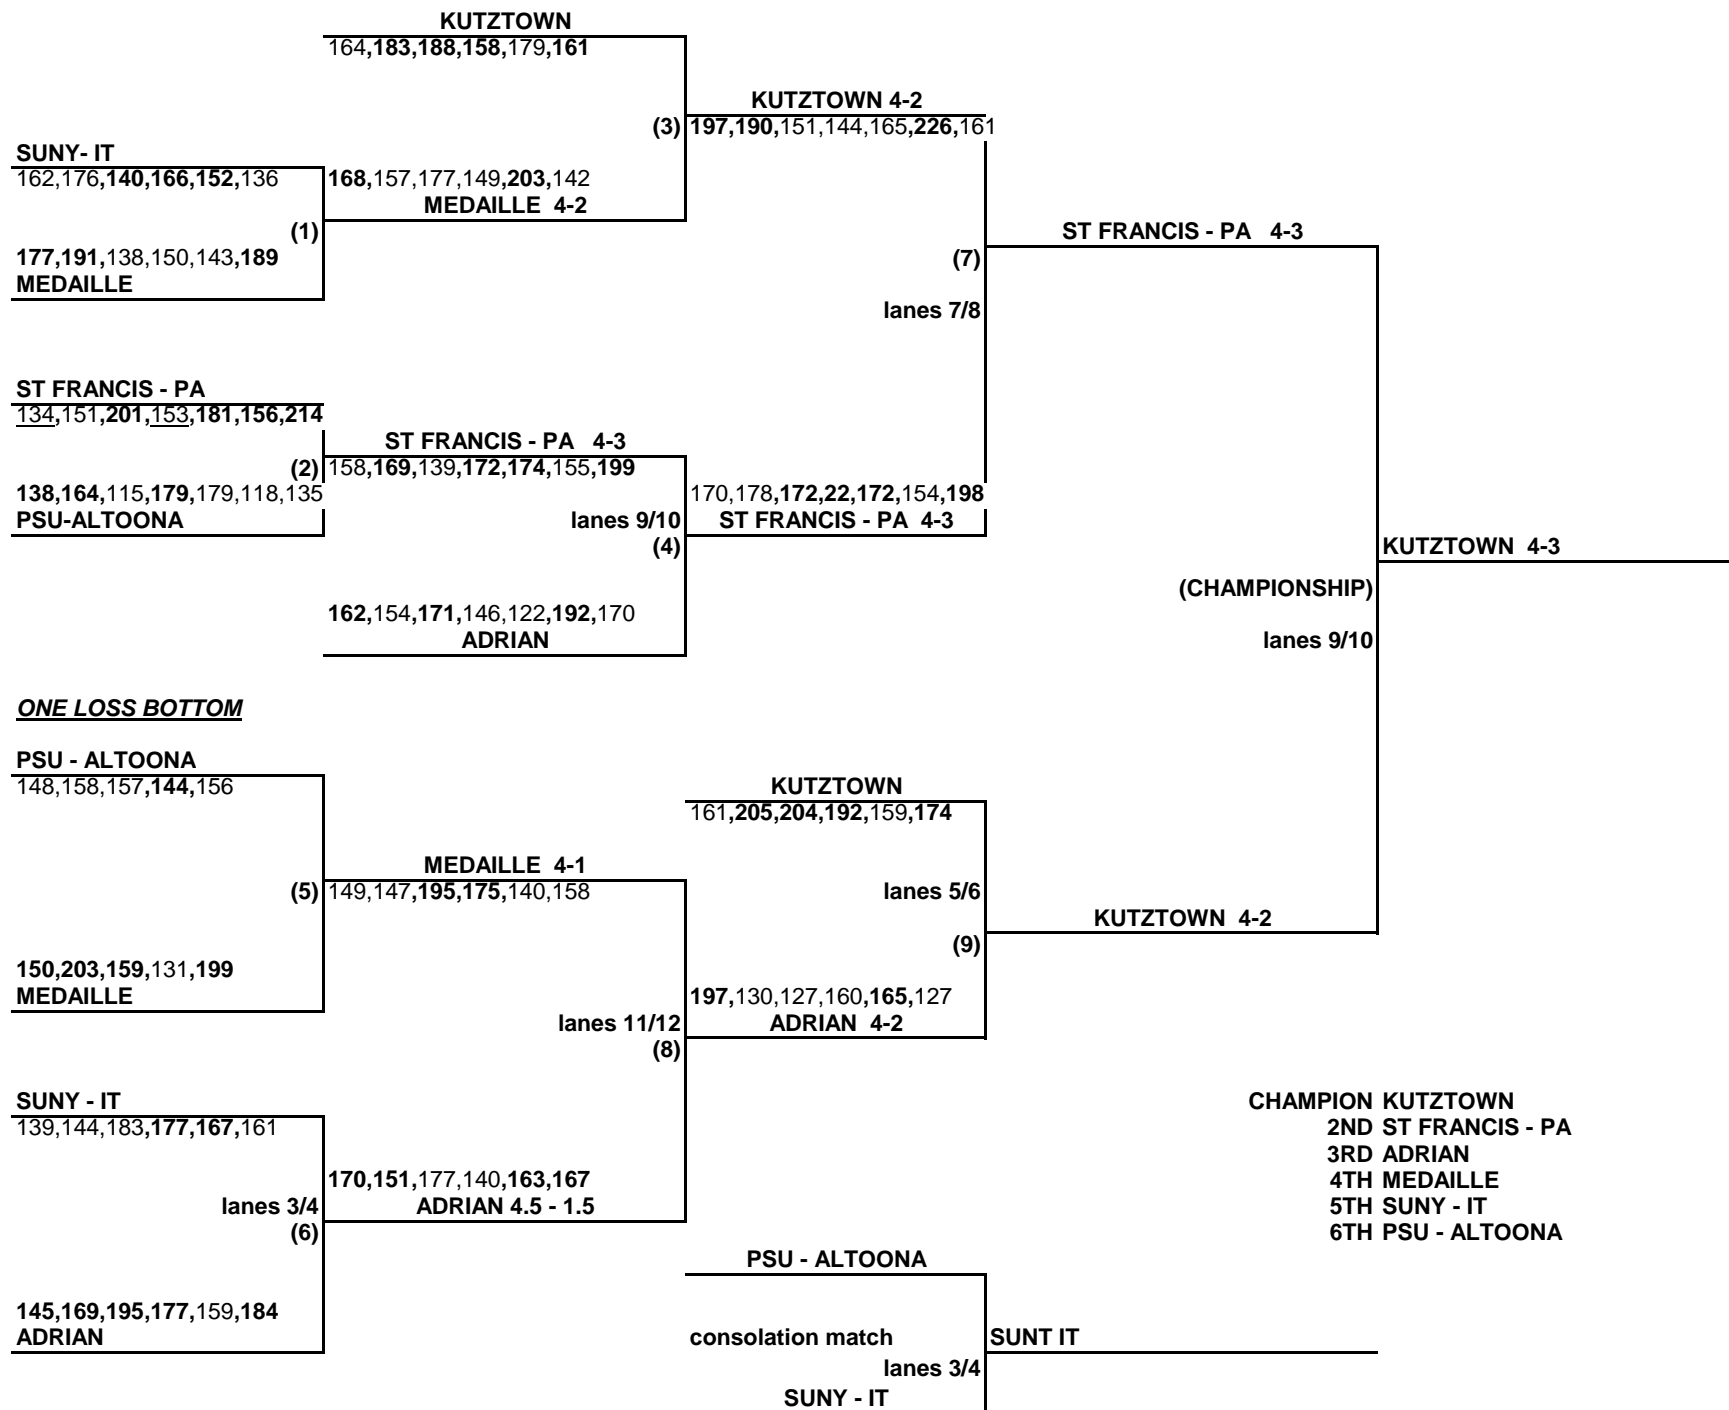 KUTZTOWN
164,183,188,158,179,161
KUTZTOWN 4-2
(3) 197,190,151,144,165,226,161
SUNY- IT
162,176,140,166,152,136
168,157,177,149,203,142
MEDAILLE 4-2
(1)
ST FRANCIS - PA 4-3
177,191,138,150,143,189
(7)
MEDAILLE
lanes 7/8
ST FRANCIS - PA
134,151,201,153,181,156,214
ST FRANCIS - PA 4-3
(2) 158,169,139,172,174,155,199
138,164,115,179,179,118,135
170,178,172,22,172,154,198
PSU-ALTOONA
lanes 9/10
ST FRANCIS - PA 4-3
(4)
KUTZTOWN 4-3
(CHAMPIONSHIP)
162,154,171,146,122,192,170
ADRIAN
lanes 9/10
ONE LOSS BOTTOM
PSU - ALTOONA
148,158,157,144,156
KUTZTOWN
161,205,204,192,159,174
MEDAILLE 4-1
(5) 149,147,195,175,140,158
lanes 5/6
KUTZTOWN 4-2
(9)
150,203,159,131,199
MEDAILLE
197,130,127,160,165,127
lanes 11/12
ADRIAN 4-2
(8)
SUNY - IT
139,144,183,177,167,161
CHAMPION KUTZTOWN
2ND ST FRANCIS - PA
3RD ADRIAN
4TH MEDAILLE
5TH SUNY - IT
6TH PSU - ALTOONA
170,151,177,140,163,167
lanes 3/4
ADRIAN 4.5 - 1.5
(6)
PSU - ALTOONA
145,169,195,177,159,184
ADRIAN
consolation match
SUNT IT
lanes 3/4
SUNY - IT